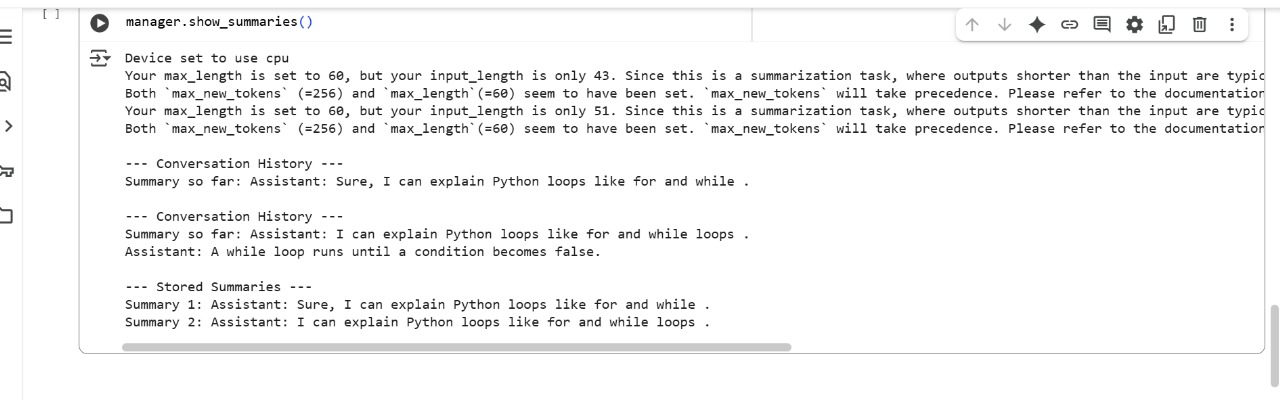 [ ]
manager.show_summaries()
Device set to use cpu
Your max_length is set to 60, but your input_length is only 43. Since this is a summarization task, where outputs shorter than the input are typic
Both `max_new_tokens` (=256) and `max_length`(=60) seem to have been set. `max_new_tokens` will take precedence. Please refer to the documentation
Your max_length is set to 60, but your input_length is only 51. Since this is a summarization task, where outputs shorter than the input are typic
Both `max_new_tokens` (=256) and `max_length`(=60) seem to have been set. `max_new_tokens` will take precedence. Please refer to the documentation
--- Conversation History ---
Summary so far: Assistant: Sure, I can explain Python loops like for and while .
--- Conversation History ---
Summary so far: Assistant: I can explain Python loops like for and while loops .
Assistant: A while loop runs until a condition becomes false.
--- Stored Summaries ---
Summary 1: Assistant: Sure, I can explain Python loops like for and while .
Summary 2: Assistant: I can explain Python loops like for and while loops .